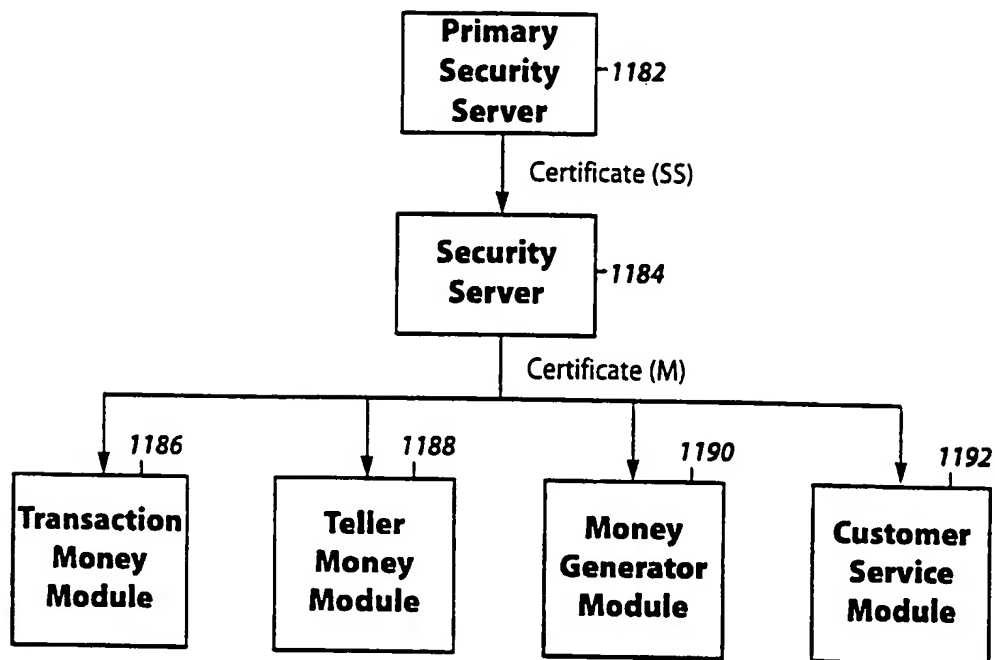 Primary
Security
Server
1182
Certificate (SS)
Security
Server
1184
Certificate (M)
1186
1188
1190
1192
Transaction
Money
Module
Teller
Money
Module
Money
Generator
Module
Customer
Service
Module